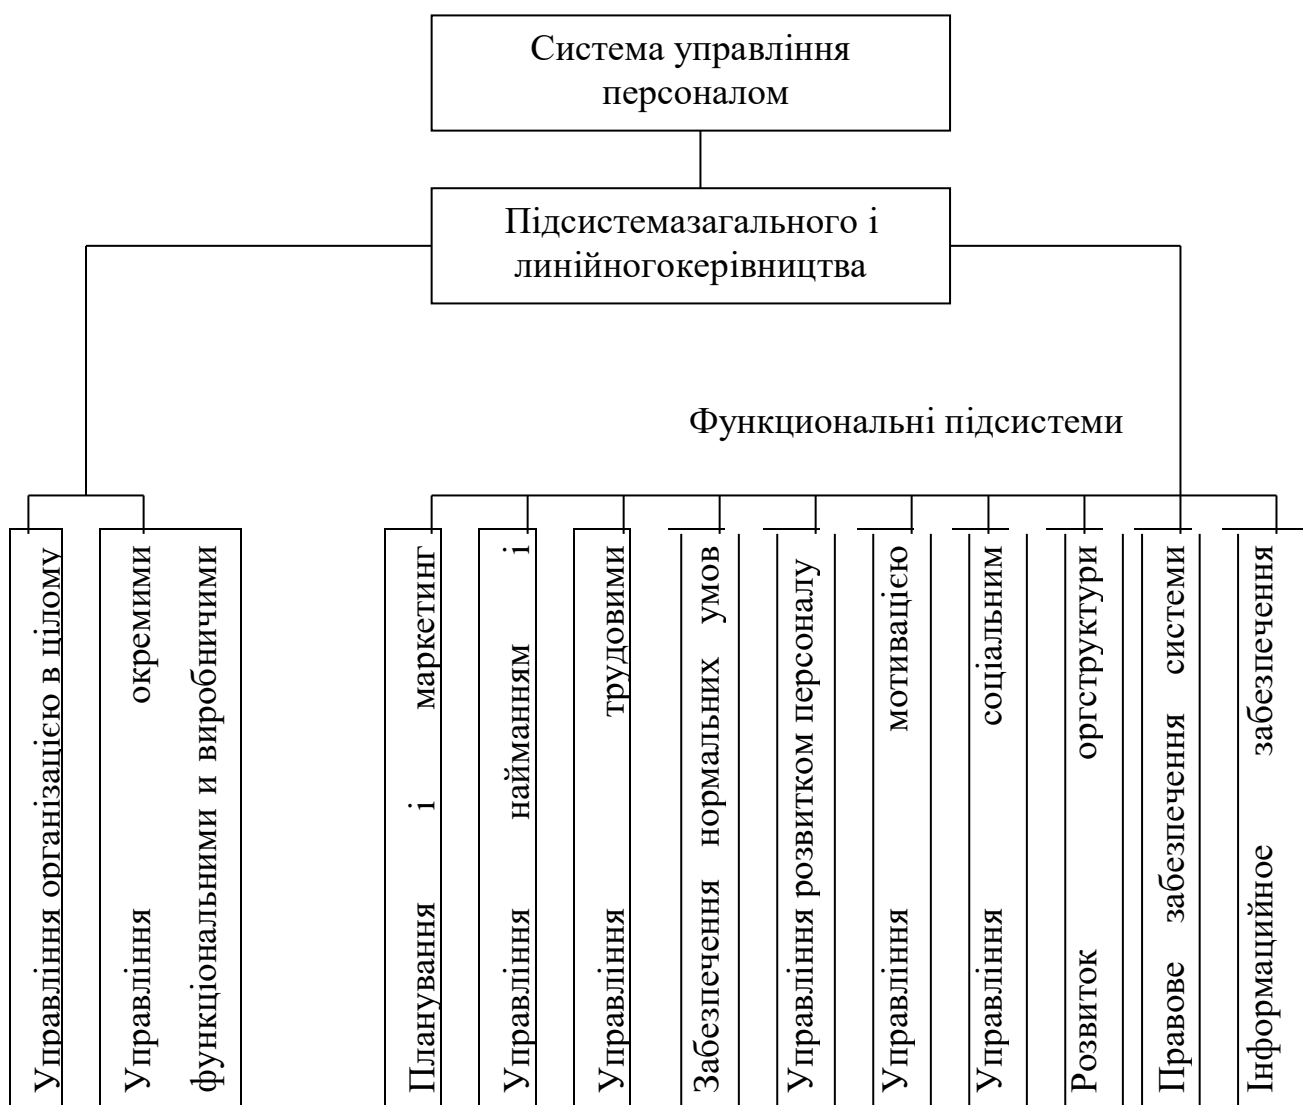 Система управління
персоналом
Підсистемазагального і
линійногокерівництва
Функциональні підсистеми
Управління організацією в цілому
Управління окремими
функціональними и виробничими
Планування і маркетинг
Управління найманням і
Управління трудовими
Забезпечення нормальних умов
Управління розвитком персоналу
Управління мотивацією
Управління соціальним
Розвиток оргструктури
Правове забезпечення системи
Інформаційное забезпечення